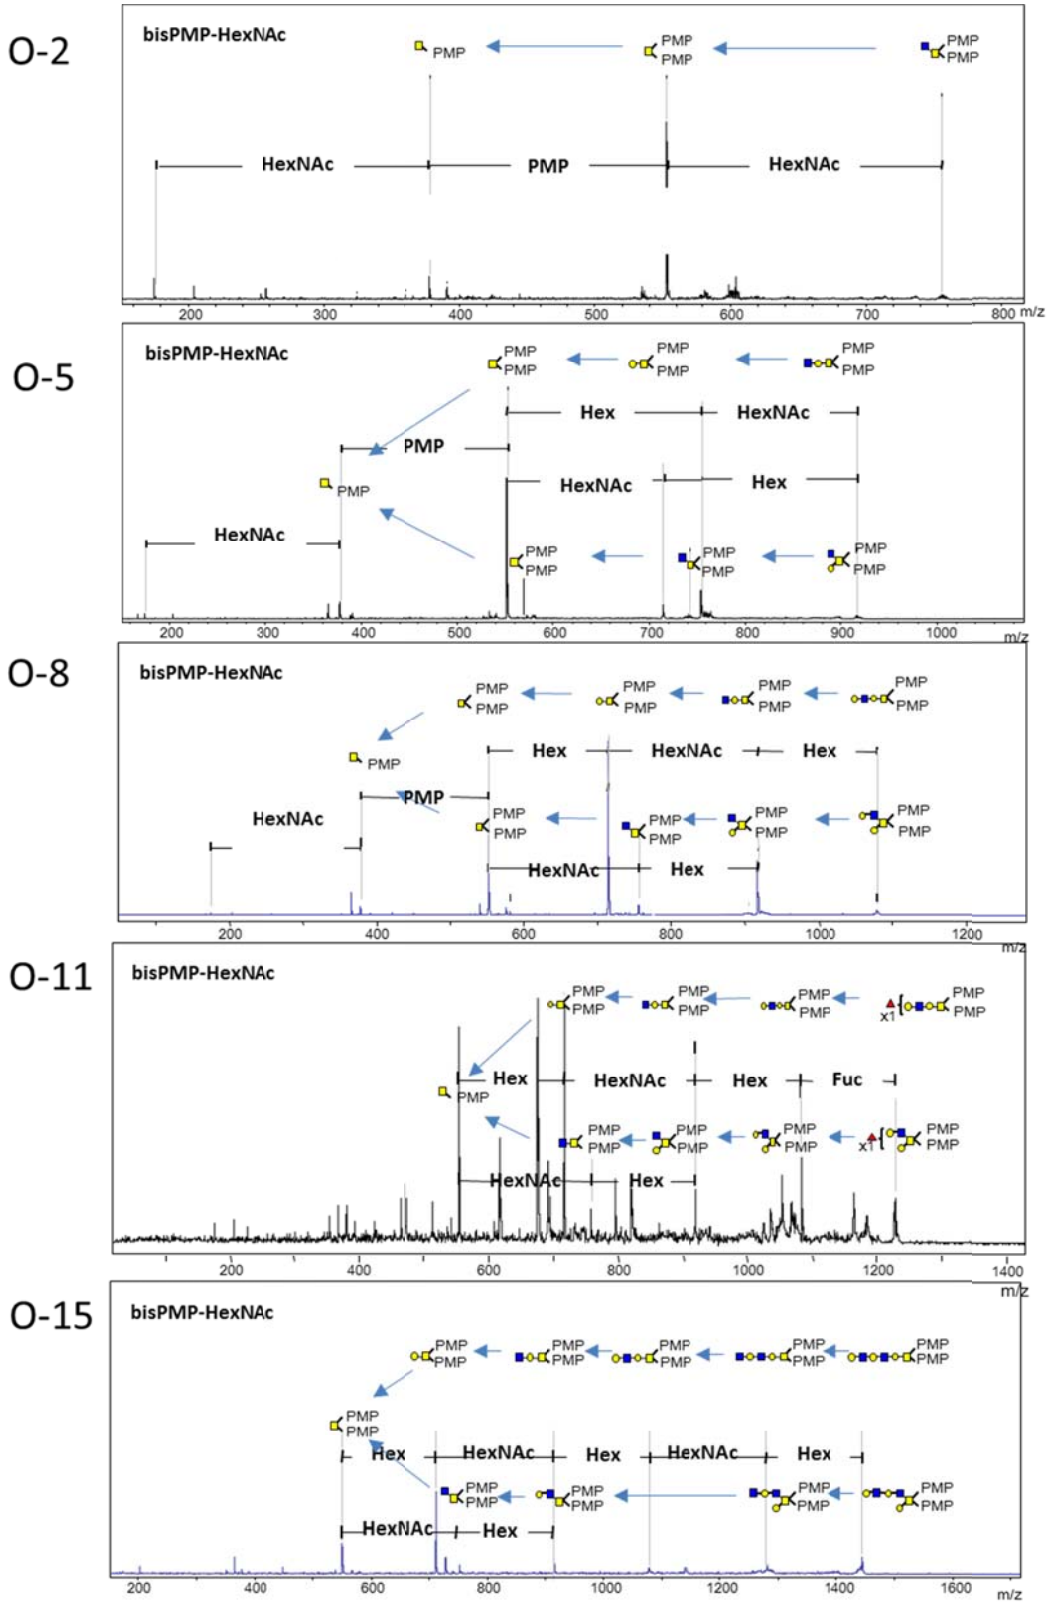 O-2
bisPMP-HexNAc
PMP
PMP
PMP
PMP
PMP
HexNAc
PMP
HexNAc
200
300
400
500
600
700
800
m/z
O-5
bisPMP-HexNAc
PMP
PMP
PMP
PMP
PMP
PMP
Hex
HexNAc
PMP
HexNAc
Hex
PMP
HexNAc
PMP
PMP
PMP
PMP
PMP
PMP
200
300
400
500
600
700
800
900
1000
m/z
O-8
bisPMP-HexNAc
PMP
PMP
PMP
PMP
PMP
PMP
PMP
PMP
Hex
HexNAc
Hex
PMP
PMP
HexNAc
PMP
PMP
PMP
PMP
PMP
PMP
PMP
PMP
HexNAc
Hex
200
400
600
800
1000
1200
m/z
O-11
bisPMP-HexNAc
PMP
PMP
PMP
PMP
PMP
PMP
PMP
PMP
x1
Hex
HexNAc
Hex
Fuc
PMP
PMP
PMP
PMP
PMP
PMP
PMP
PMP
PMP
x1
HexNAc
Hex
200
400
600
800
1000
1200
1400
m/z
O-15
bisPMP-HexNAc
PMP
PMP
PMP
PMP
PMP
PMP
PMP
PMP
PMP
PMP
PMP
PMP
Hex
HexNAc
Hex
HexNAc
Hex
PMP
PMP
PMP
PMP
PMP
PMP
PMP
PMP
HexNAc
Hex
200
400
600
800
1000
1200
1400
1600
m/z